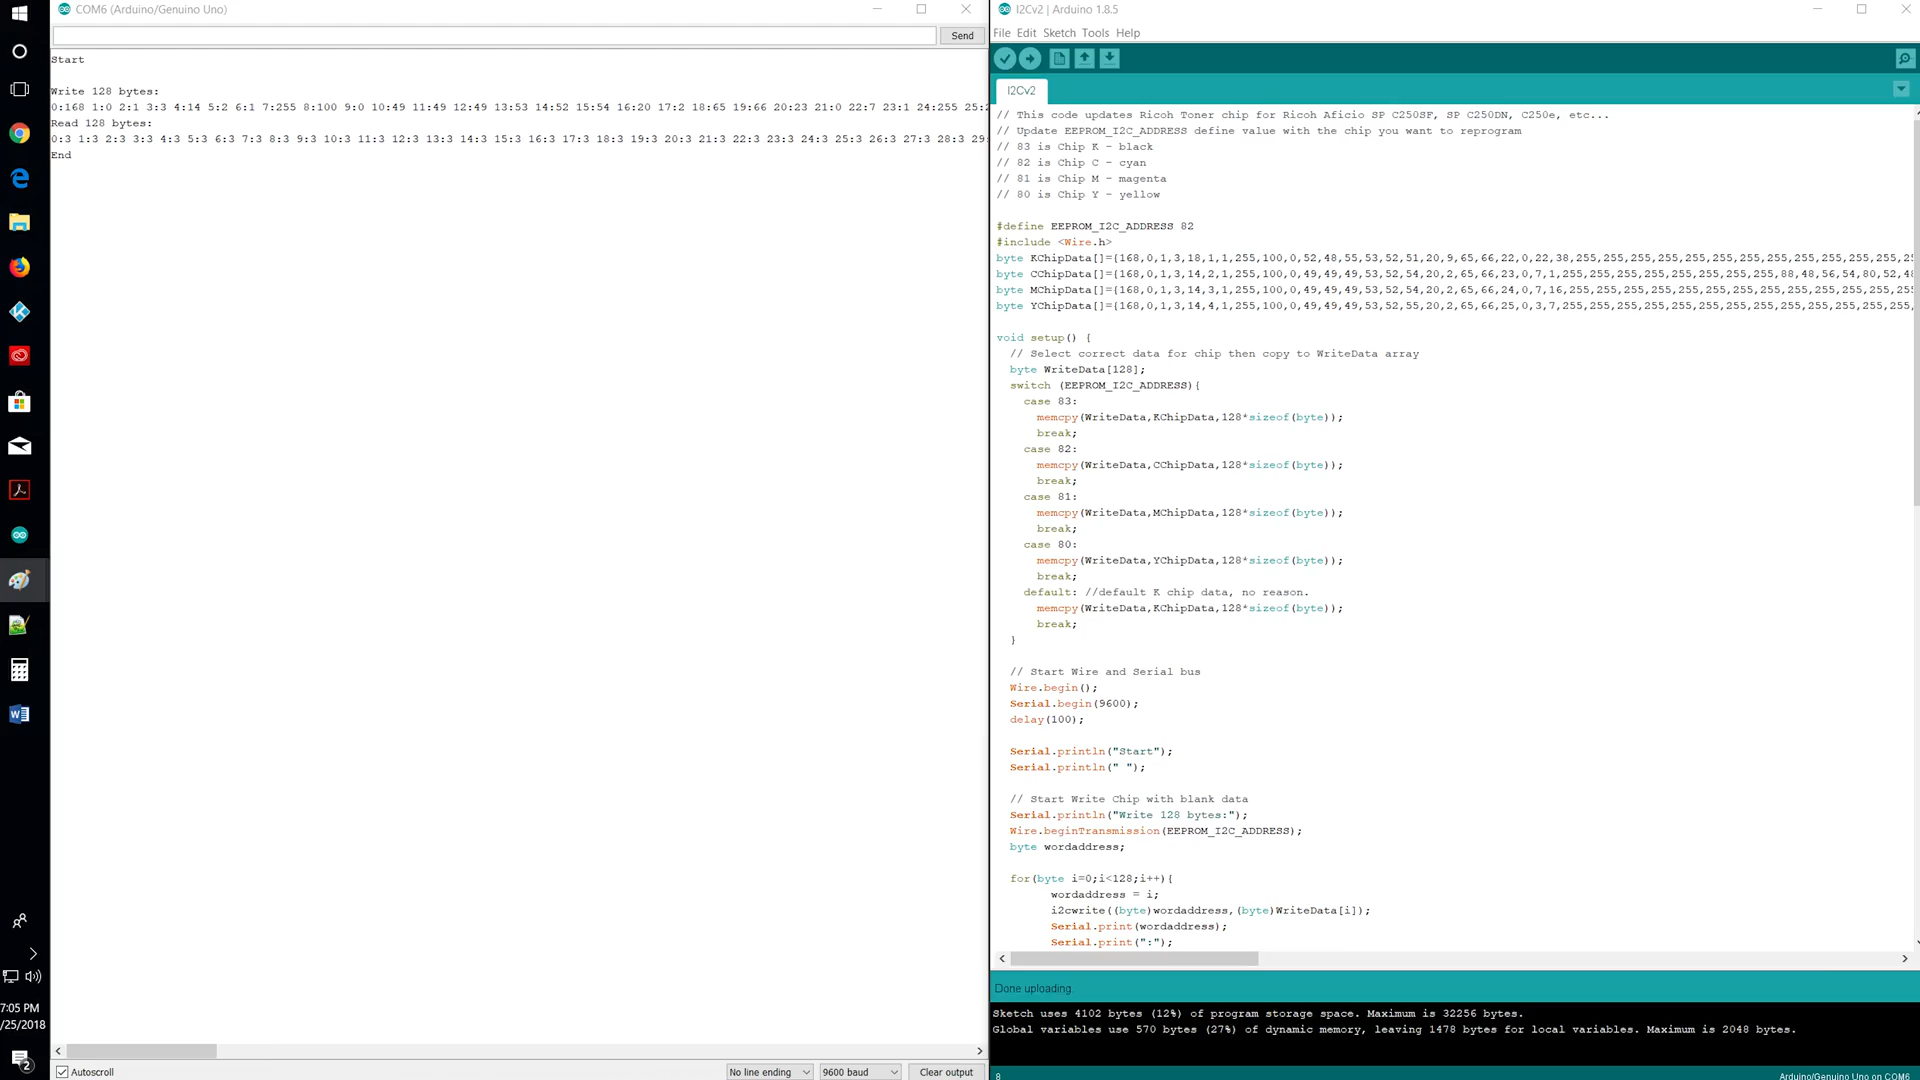 COM6 (Arduino/Genuino Uno)
Send
Start
Write 128 bytes:
0:168 1:0 2:1 3:3 4:14 5:2 6:1 7:255 8:100 9:0 10:49 11:49 12:49 13:53 14:52 15:54 16:20 17:2 18:65 19:66 20:23 21:0 22:7 23:1 24:255 25:2
Read 128 bytes:
0:3 1:3 2:3 3:3 4:3 5:3 6:3 7:3 8:3 9:3 10:3 11:3 12:3 13:3 14:3 15:3 16:3 17:3 18:3 19:3 20:3 21:3 22:3 23:3 24:3 25:3 26:3 27:3 28:3 29:
End
Autoscroll
No line ending
9600 baud
Clear output
7:05 PM
/25/2018
2
I2Cv2 | Arduino 1.8.5
File Edit Sketch Tools Help
I2Cv2
// This code updates Ricoh Toner chip for Ricoh Aficio SP C250SF, SP C250DN, C250e, etc...
// Update EEPROM_I2C_ADDRESS define value with the chip you want to reprogram
// 83 is Chip K - black
// 82 is Chip C - cyan
// 81 is Chip M - magenta
// 80 is Chip Y - yellow
#define EEPROM_I2C_ADDRESS 82
#include <Wire.h>
byte KChipData[]={168,0,1,3,18,1,1,255,100,0,52,48,55,53,52,51,20,9,65,66,22,0,22,38,255,255,255,255,255,255,255,255,255,255,255,25
byte CChipData[]={168,0,1,3,14,2,1,255,100,0,49,49,49,53,52,54,20,2,65,66,23,0,7,1,255,255,255,255,255,255,255,255,88,48,56,54,80,52,48
byte MChipData[]={168,0,1,3,14,3,1,255,100,0,49,49,49,53,52,54,20,2,65,66,24,0,7,16,255,255,255,255,255,255,255,255,255,255,255,255,
byte YChipData[]={168,0,1,3,14,4,1,255,100,0,49,49,49,53,52,55,20,2,65,66,25,0,3,7,255,255,255,255,255,255,255,255,255,255,255,255,
void setup() {
// Select correct data for chip then copy to WriteData array
byte WriteData[128];
switch (EEPROM_I2C_ADDRESS){
case 83:
memcpy(WriteData,KChipData,128*sizeof(byte));
break;
case 82:
memcpy(WriteData,CChipData,128*sizeof(byte));
break;
case 81:
memcpy(WriteData,MChipData,128*sizeof(byte));
break;
case 80:
memcpy(WriteData,YChipData,128*sizeof(byte));
break;
default: //default K chip data, no reason.
memcpy(WriteData,KChipData,128*sizeof(byte));
break;
}
// Start Wire and Serial bus
Wire.begin();
Serial.begin(9600);
delay(100);
Serial.println("Start");
Serial.println(" ");
// Start Write Chip with blank data
Serial.println("Write 128 bytes:");
Wire.beginTransmission(EEPROM_I2C_ADDRESS);
byte wordaddress;
for(byte i=0;i<128;i++){
wordaddress = i;
i2cwrite((byte)wordaddress,(byte)WriteData[i]);
Serial.print(wordaddress);
Serial.print(":");
Done uploading.
Sketch uses 4102 bytes (12%) of program storage space. Maximum is 32256 bytes.
Global variables use 570 bytes (27%) of dynamic memory, leaving 1478 bytes for local variables. Maximum is 2048 bytes.
8
Arduino/Genuino Uno on COM6